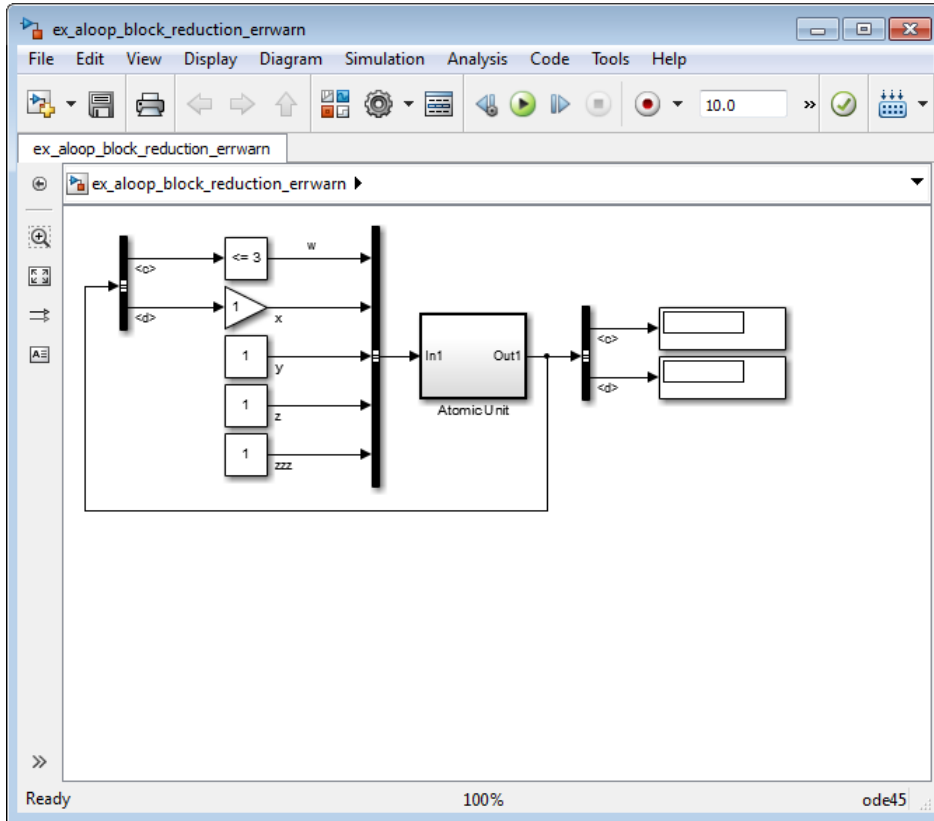 ex_aloop_block_reduction_errwarn
File Edit View Display Diagram Simulation Analysis Code Tools Help
10.0 »
ex_aloop_block_reduction_errwarn
ex_aloop_block_reduction_errwarn
w
<= 3
<c>
1
<d>
x
1
y
In1 Out1
<c>
<d>
1
z
Atomic Unit
1
zzz
»
Ready 100% ode45